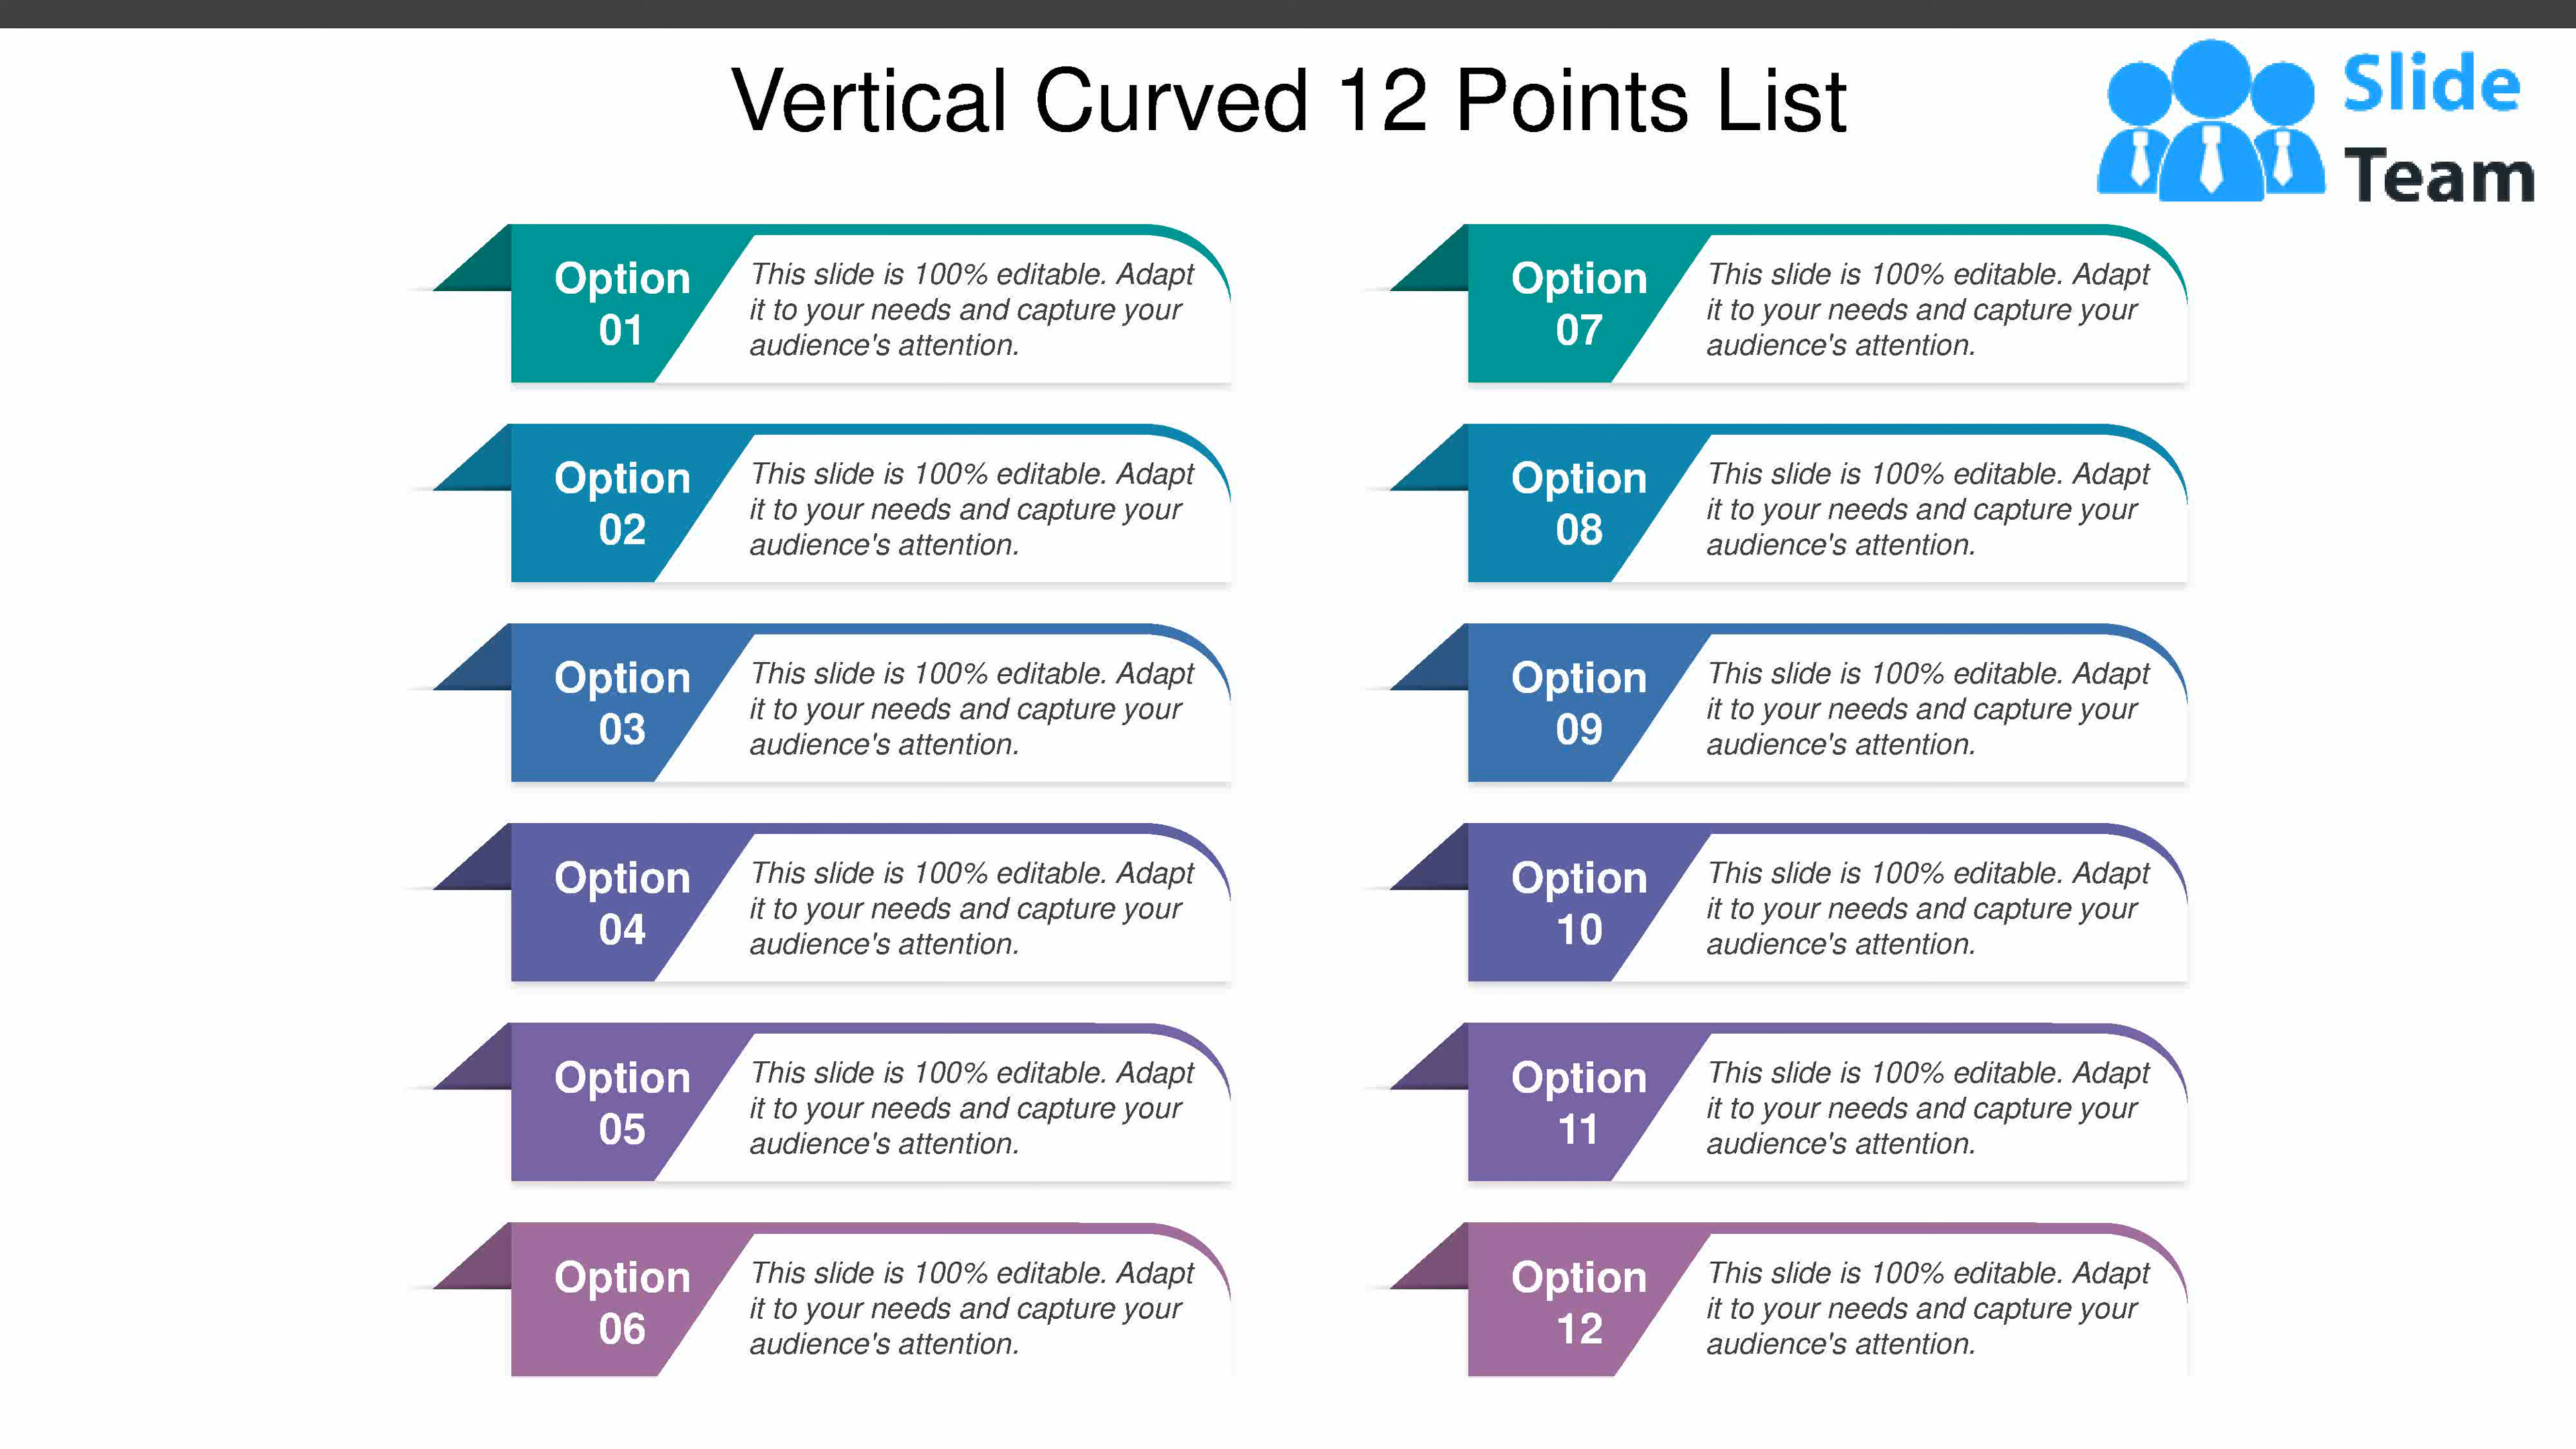 Vertical Curved 12 Points List
Slide
Team
Option
01
This slide is 100% editable. Adapt
it to your needs and capture your
audience's attention.
Option
02
This slide is 100% editable. Adapt
it to your needs and capture your
audience's attention.
Option
03
This slide is 100% editable. Adapt
it to your needs and capture your
audience's attention.
Option
04
This slide is 100% editable. Adapt
it to your needs and capture your
audience's attention.
Option
05
This slide is 100% editable. Adapt
it to your needs and capture your
audience's attention.
Option
06
This slide is 100% editable. Adapt
it to your needs and capture your
audience's attention.
Option
07
This slide is 100% editable. Adapt
it to your needs and capture your
audience's attention.
Option
08
This slide is 100% editable. Adapt
it to your needs and capture your
audience's attention.
Option
09
This slide is 100% editable. Adapt
it to your needs and capture your
audience's attention.
Option
10
This slide is 100% editable. Adapt
it to your needs and capture your
audience's attention.
Option
11
This slide is 100% editable. Adapt
it to your needs and capture your
audience's attention.
Option
12
This slide is 100% editable. Adapt
it to your needs and capture your
audience's attention.